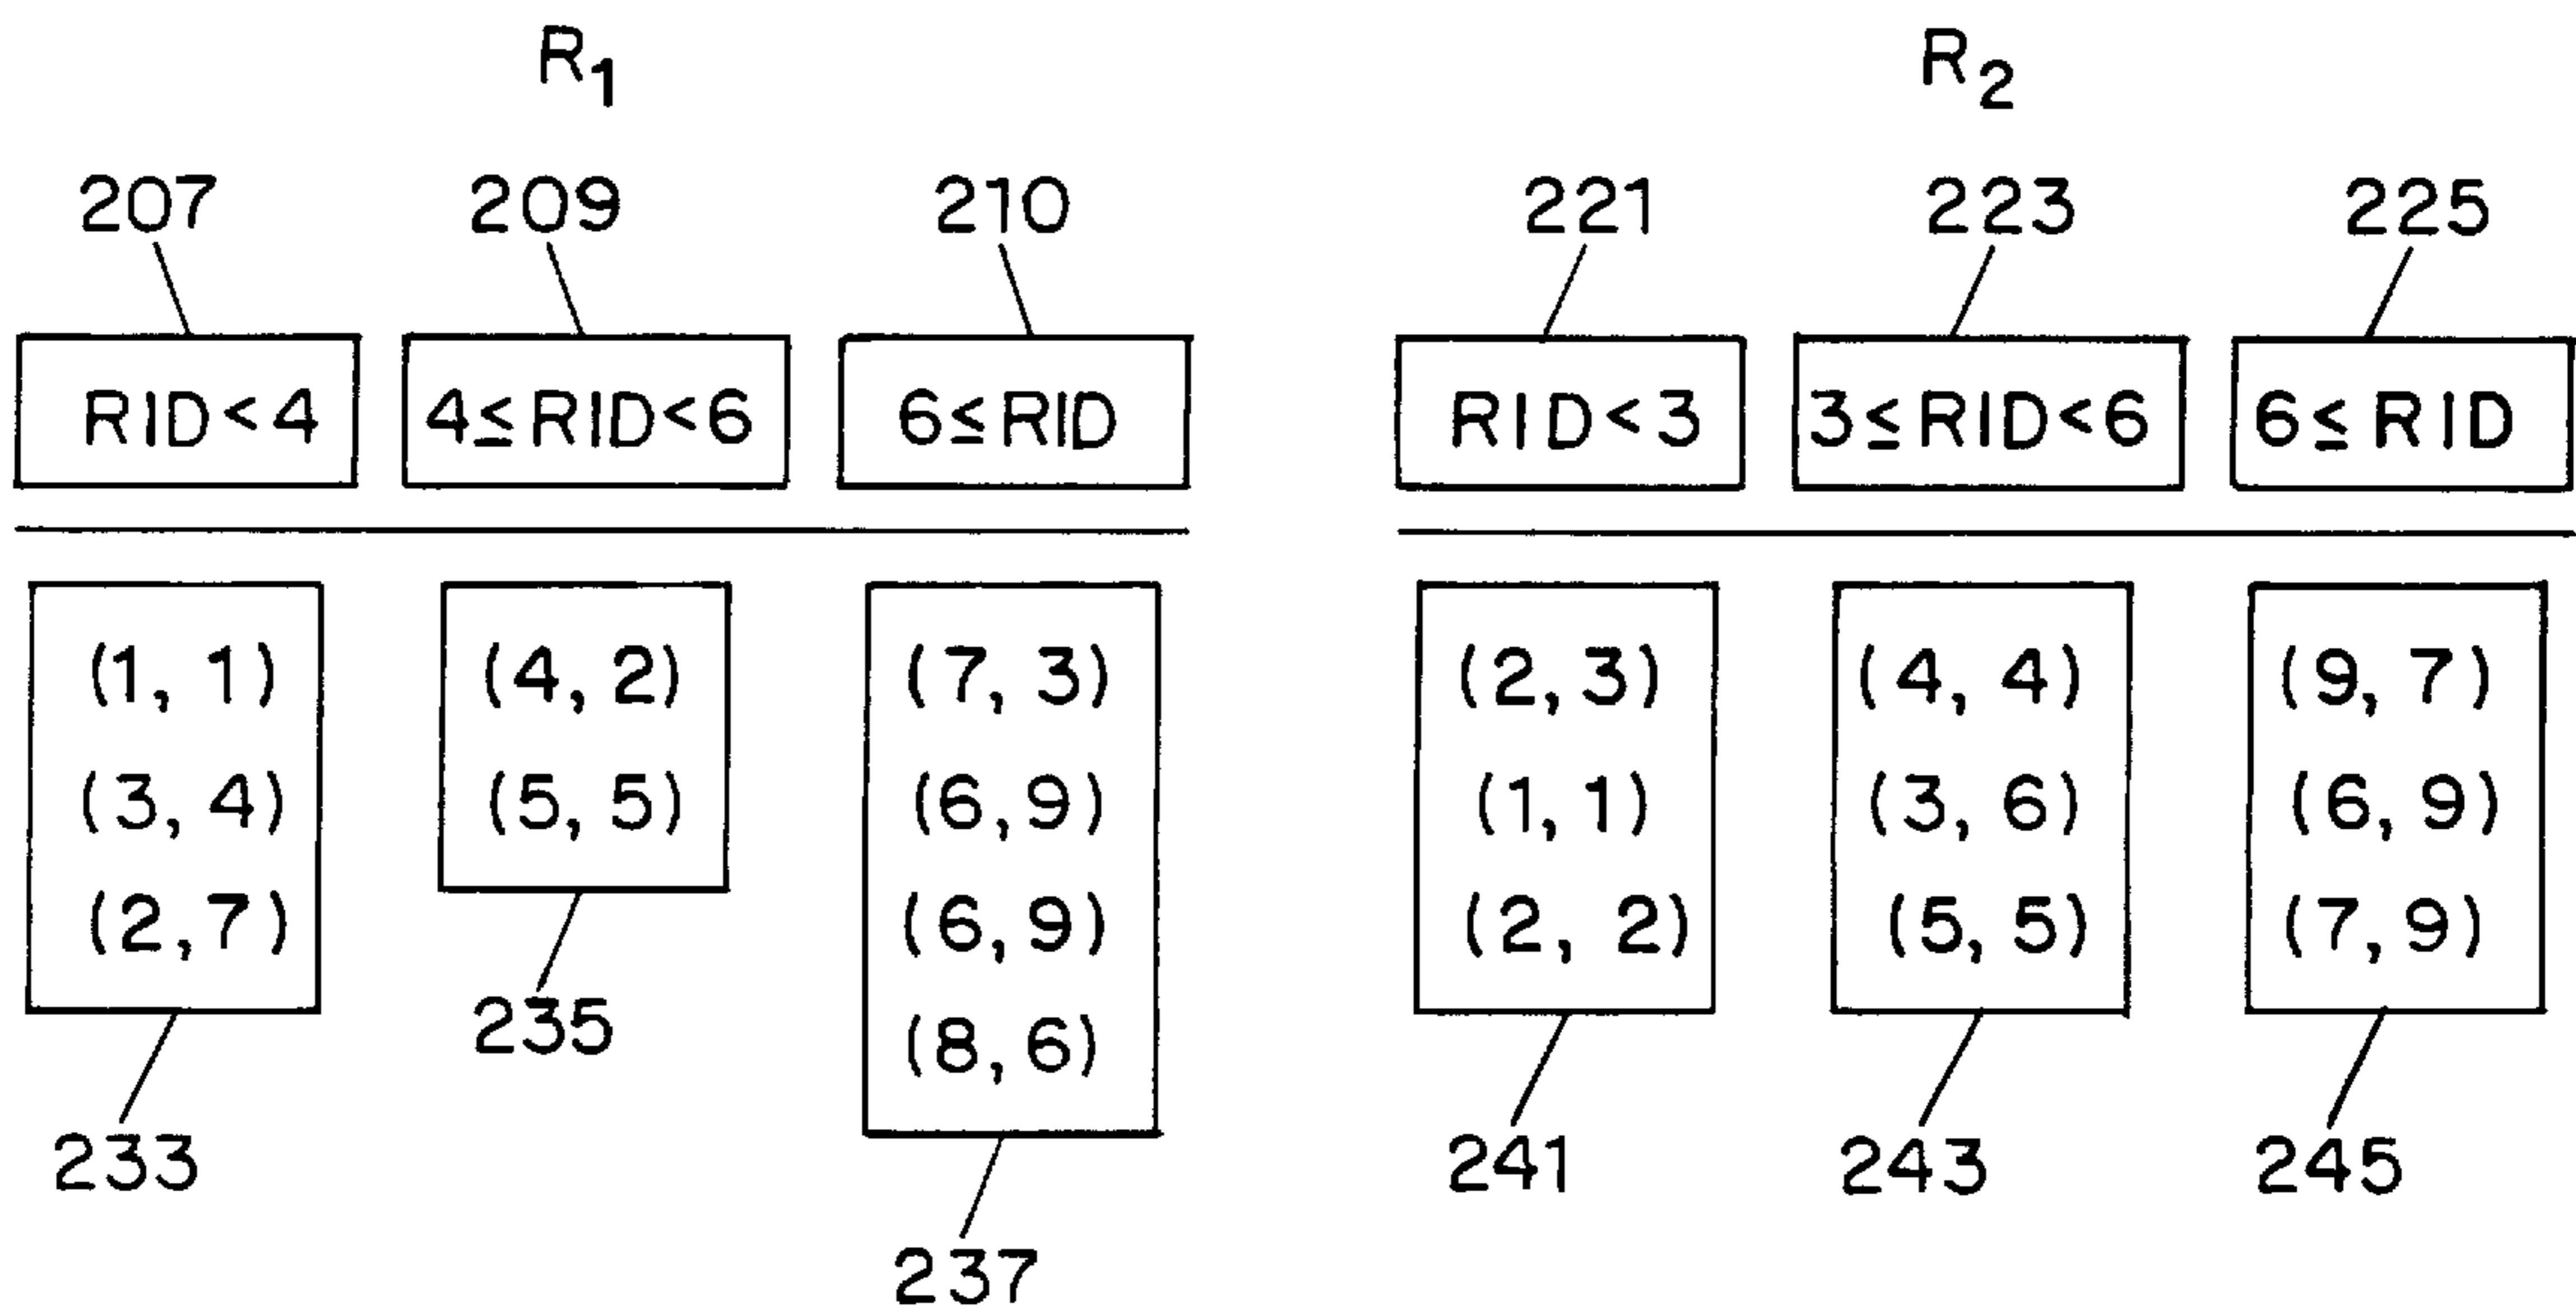 R1 R2
207 209 210 221 223 225
RID<4 4≤RID<6 6≤RID RID<3 3≤RID<6 6≤RID
(1, 1) (4, 2) (7, 3) (2, 3) (4, 4) (9, 7)
(3, 4) (5, 5) (6, 9) (1, 1) (3, 6) (6, 9)
(2, 7) (6, 9) (2, 2) (5, 5) (7, 9)
235 (8, 6)
233 241 243 245
237